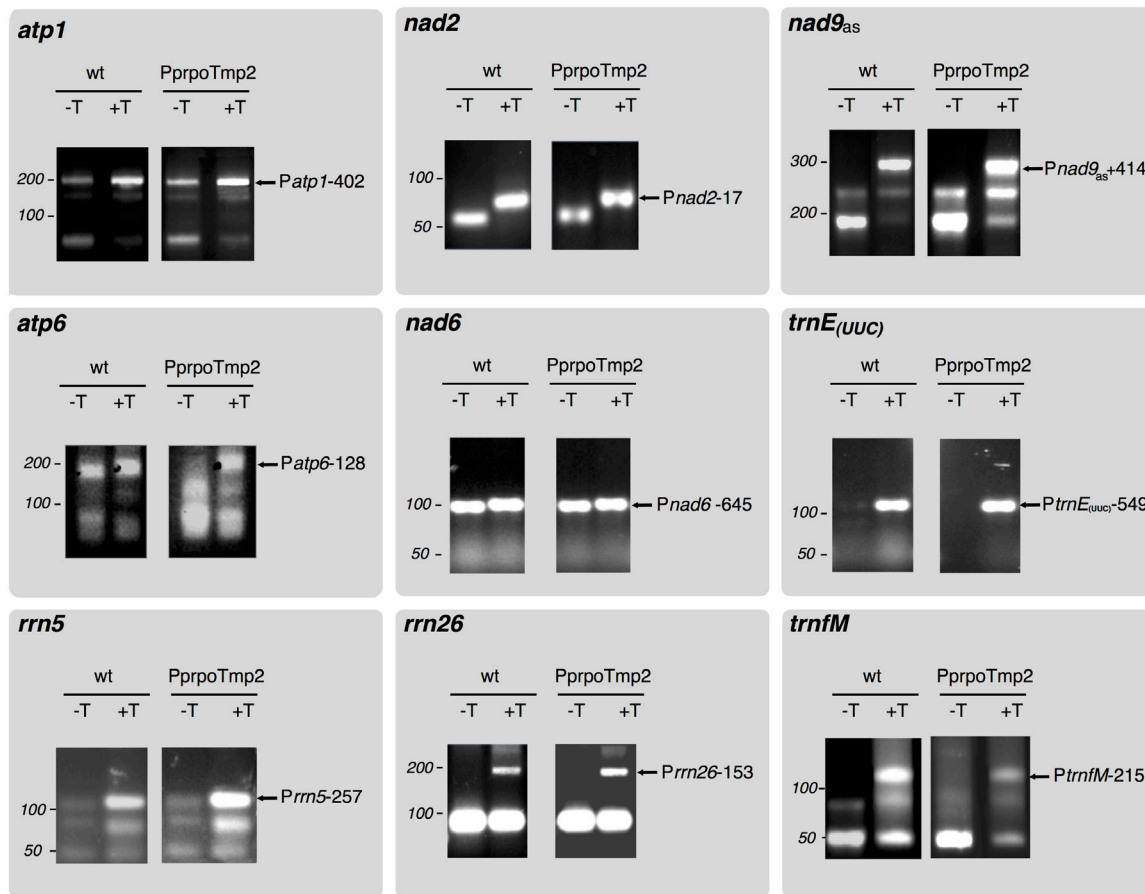 atp1
wt PprpoTmp2
-T +T -T +T
200 -
100 -
Patp1-402
nad2
wt PprpoTmp2
-T +T -T +T
100 -
50 -
Pnad2-17
nad9as
wt PprpoTmp2
-T +T -T +T
300 -
200 -
Pnad9as+414
atp6
wt PprpoTmp2
-T +T -T +T
200 -
100 -
Patp6-128
nad6
wt PprpoTmp2
-T +T -T +T
100 -
50 -
Pnad6 -645
trnE(UUC)
wt PprpoTmp2
-T +T -T +T
100 -
50 -
PtrnE(UUC)-549
rrn5
wt PprpoTmp2
-T +T -T +T
100 -
50 -
Prrn5-257
rrn26
wt PprpoTmp2
-T +T -T +T
200 -
100 -
Prrn26-153
trnfM
wt PprpoTmp2
-T +T -T +T
100 -
50 -
PtrnfM-215